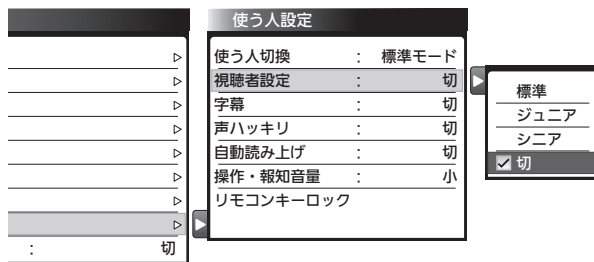 : 切
使う人設定
使う人切換 : 標準モード
視聴者設定 : 切
字幕 : 切
声ハッキリ : 切
自動読み上げ : 切
操作・報知音量 : 小
リモコンキーロック
標準
ジュニア
シニア
切